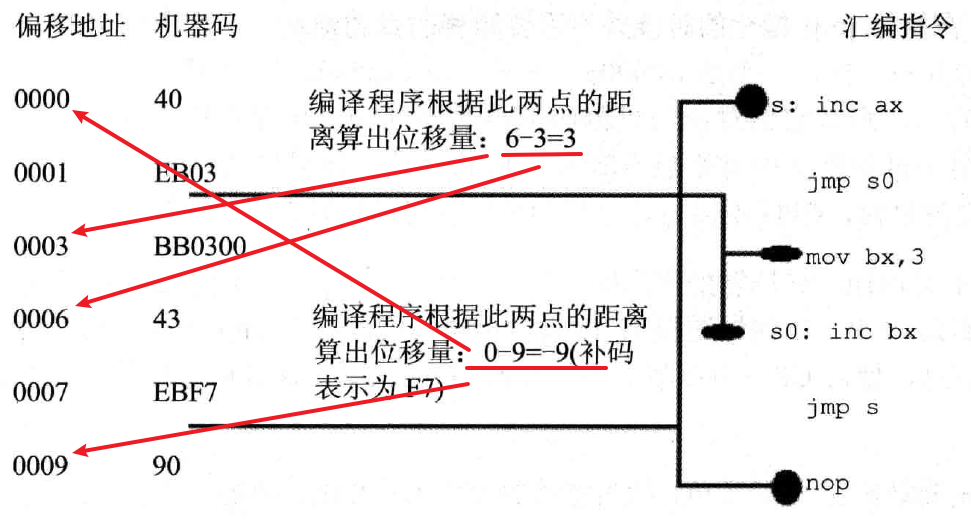 偏移地址 机器码 汇编指令
0000 40 s: inc ax
编译程序根据此两点的距
离算出位移量：6-3=3
0001 EB03 jmp s0
0003 BB0300 mov bx,3
0006 43 s0: inc bx
编译程序根据此两点的距离
算出位移量：0-9=-9(补码
表示为 F7)
0007 EBF7 jmp s
0009 90 nop